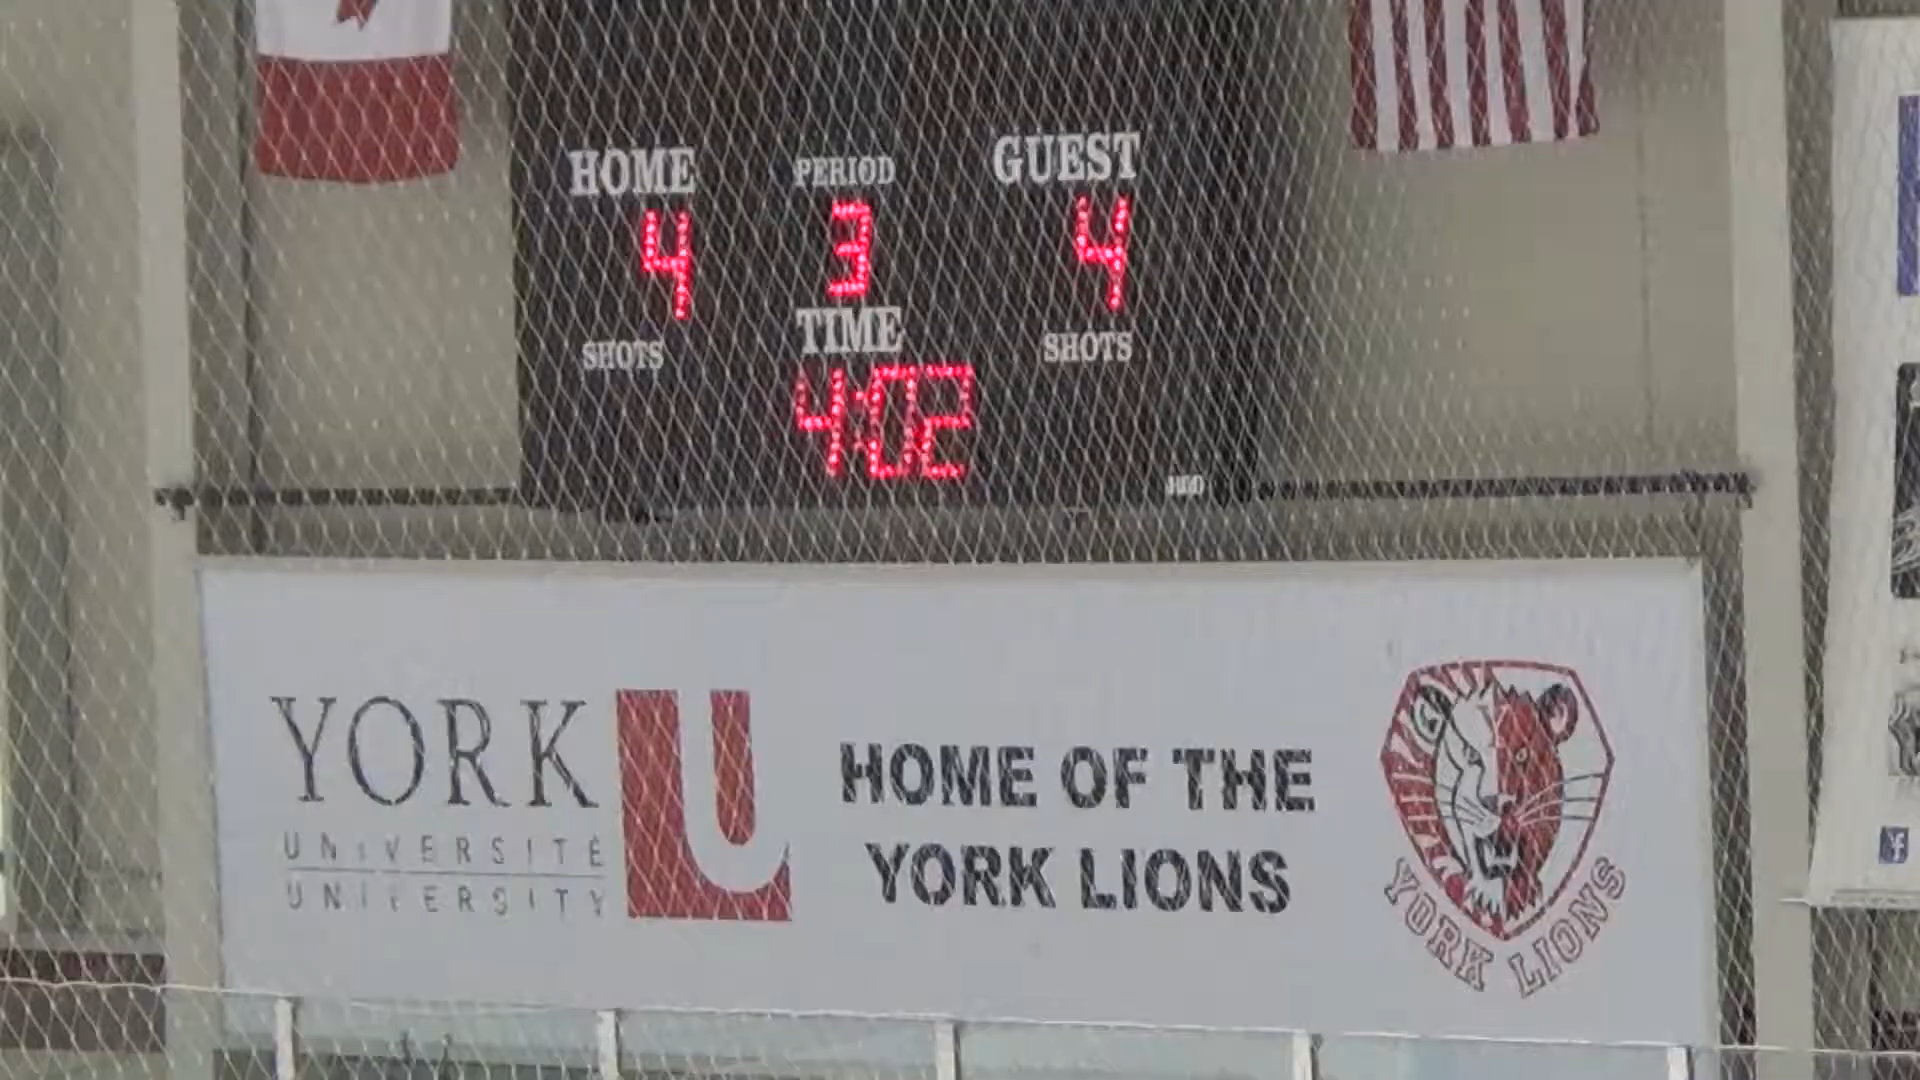 HOME PERIOD GUEST
4 3 4
TIME
SHOTS SHOTS
4:02
YORK
UNIVERSITÉ
UNIVERSITY
U
HOME OF THE
YORK LIONS
YORK LIONS